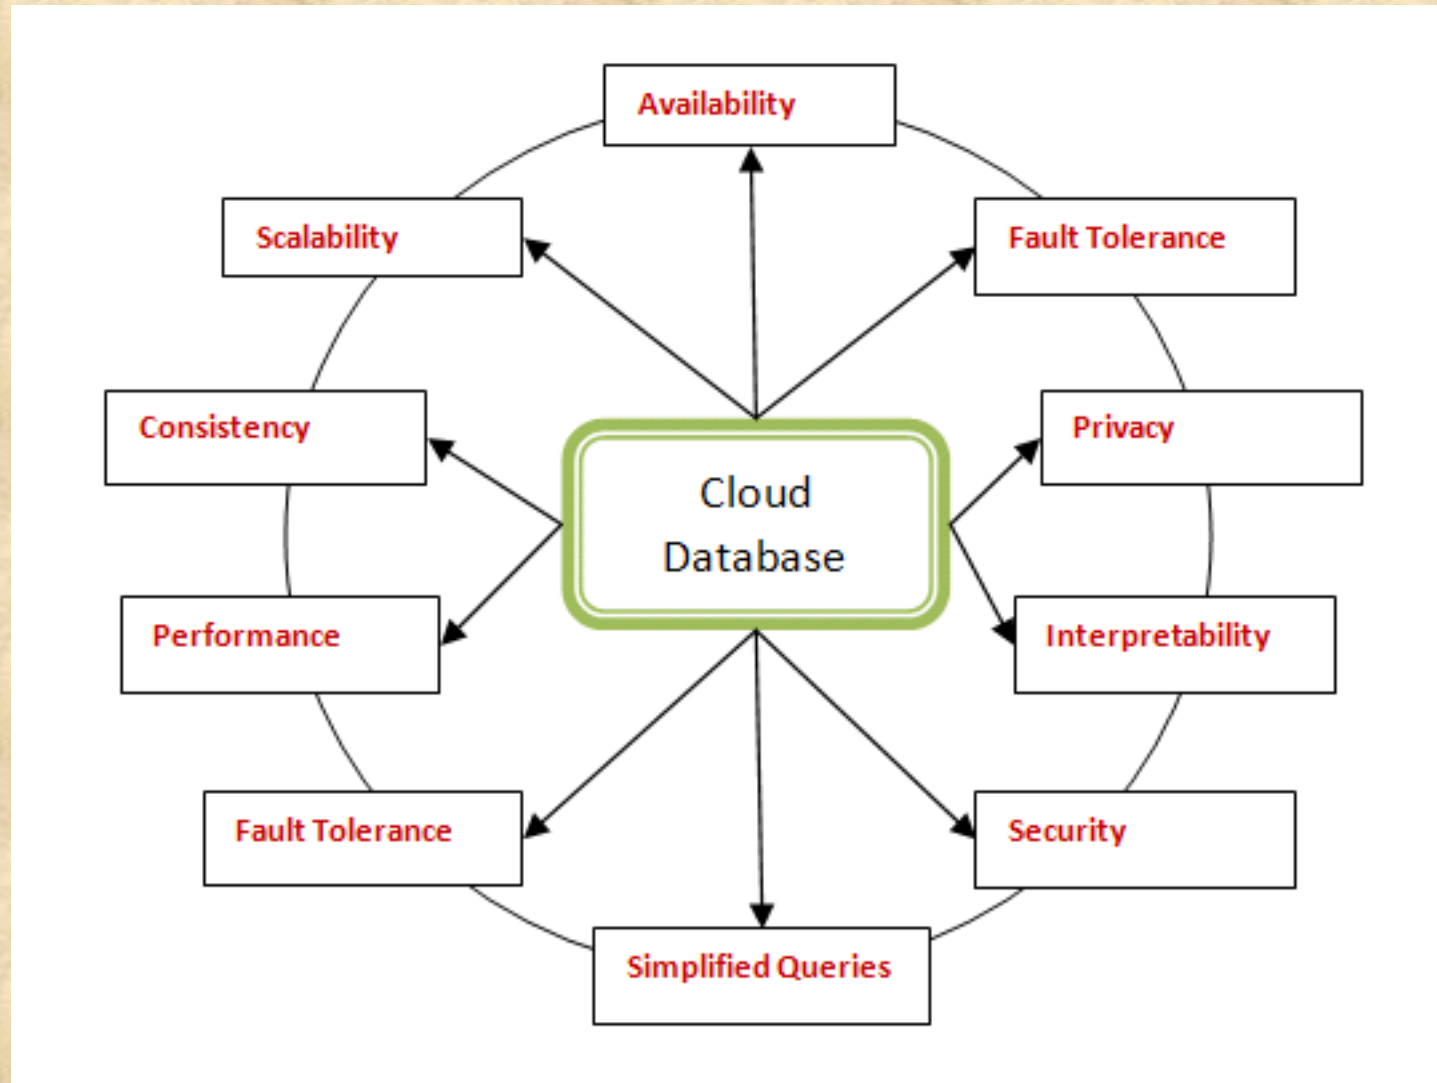 Availability
Scalability
Fault Tolerance
Consistency
Privacy
Cloud
Database
Performance
Interpretability
Fault Tolerance
Security
Simplified Queries